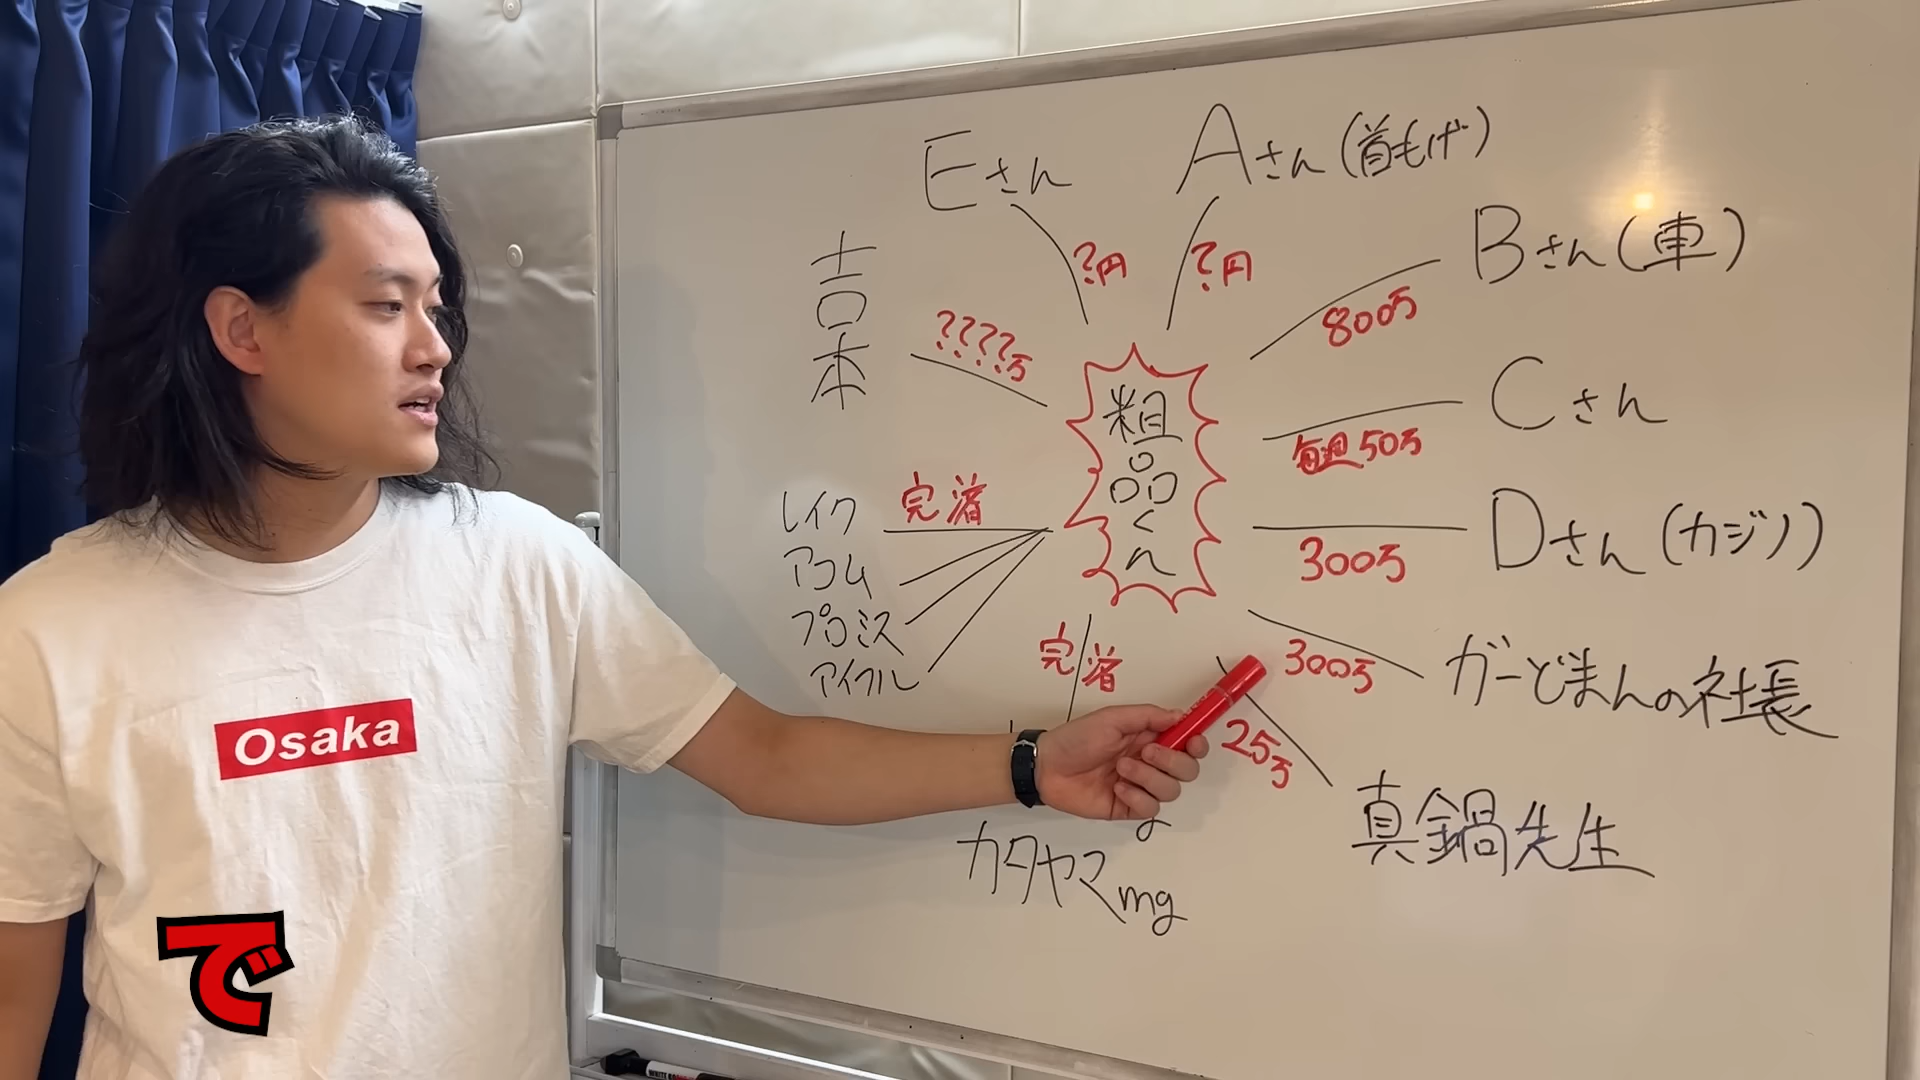 Eさん
Aさん(首もげ)
?円
?円
Bさん(車)
800万
吉本
????万
Cさん
毎週50万
粗品くん
レイク
完済
アコム
プロミス
アイフル
Dさん(カジノ)
300万
ガーどまんの社長
300万
完済
25万
真鍋先生
カタヤマmg
Osaka
で